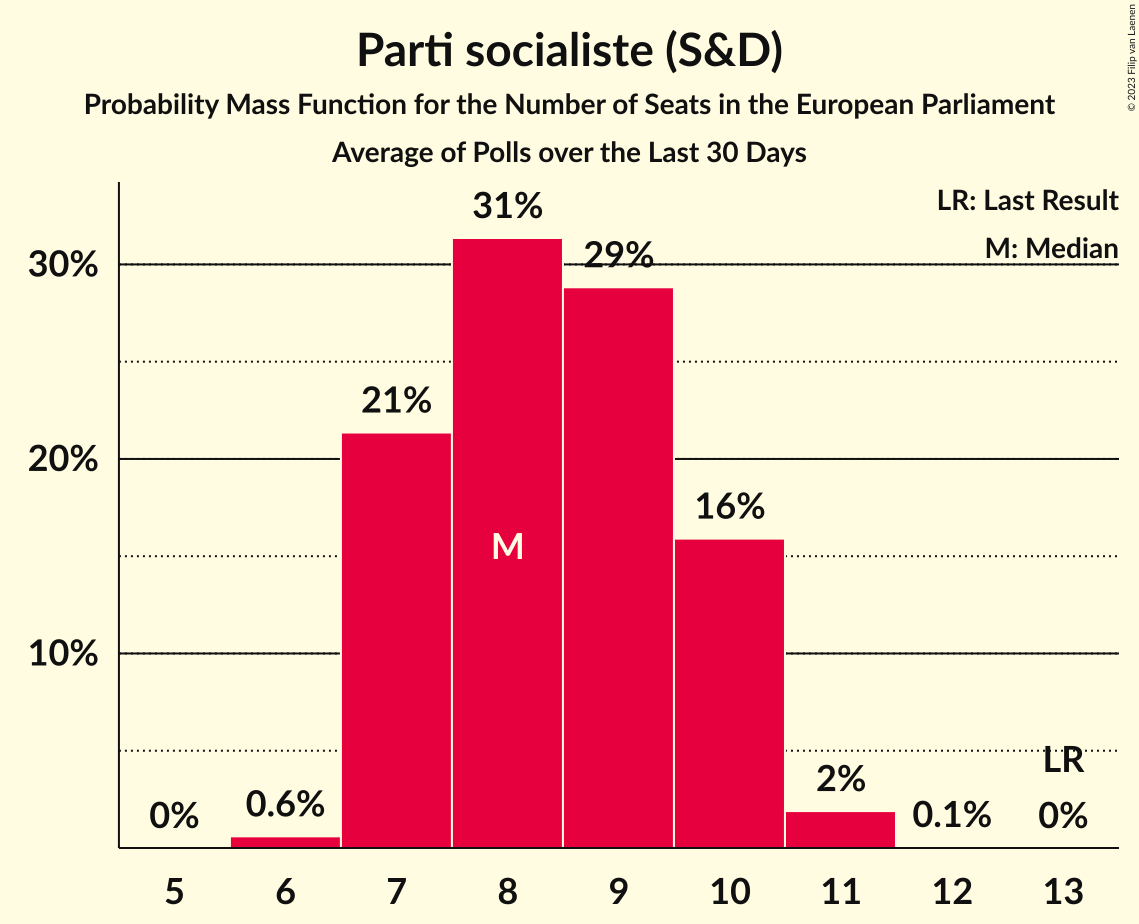 Parti socialiste (S&D)
Probability Mass Function for the Number of Seats in the European Parliament
Average of Polls over the Last 30 Days
© 2023 Filip van Laenen
LR: Last Result
M: Median
30%
20%
10%
0%
0.6%
21%
31%
M
29%
16%
2%
0.1%
LR
0%
5 6 7 8 9 10 11 12 13